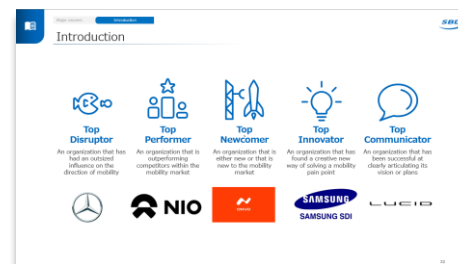 Introduction
Introduction
Top
Disruptor
An organization that has
had an outsized
influence on the
direction of mobility
Top
Performer
An organization that is
outperforming
competitors within the
mobility market
Top
Newcomer
An organization that is
either new or that is
new to the mobility
market
Top
Innovator
An organization that has
found a creative new
way of solving a mobility
pain point
Top
Communicator
An organization that has
been successful at
clearly articulating its
vision or plans
NIO
SAMSUNG
SAMSUNG SDI
LUCID